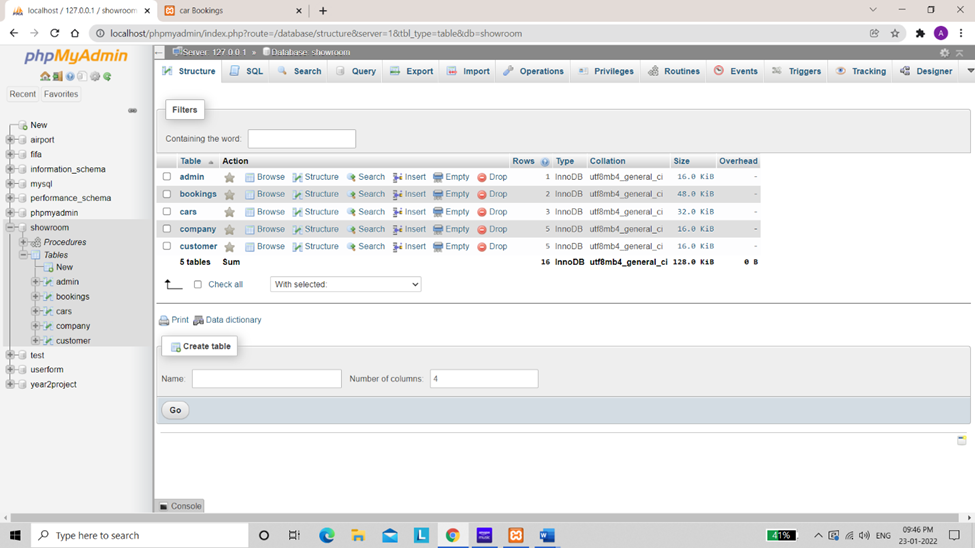 localhost / 127.0.0.1 / showroom
car Bookings
localhost/phpmyadmin/index.php?route=/database/structure&server=1&tbl_type=table&db=showroom
A
phpMyAdmin
Recent Favorites
New
airport
fifa
information_schema
mysql
performance_schema
phpmyadmin
showroom
Procedures
Tables
New
admin
bookings
cars
company
customer
test
userform
year2project
Server: 127.0.0.1 » Database: showroom
Structure SQL Search Query Export Import Operations Privileges Routines Events Triggers Tracking Designer
Filters
Containing the word:
Table Action Rows Type Collation Size Overhead
admin Browse Structure Search Insert Empty Drop 1 InnoDB utf8mb4_general_ci 16.0 KiB -
bookings Browse Structure Search Insert Empty Drop 2 InnoDB utf8mb4_general_ci 48.0 KiB -
cars Browse Structure Search Insert Empty Drop 3 InnoDB utf8mb4_general_ci 32.0 KiB -
company Browse Structure Search Insert Empty Drop 5 InnoDB utf8mb4_general_ci 16.0 KiB -
customer Browse Structure Search Insert Empty Drop 5 InnoDB utf8mb4_general_ci 16.0 KiB -
5 tables Sum 16 InnoDB utf8mb4_general_ci 128.0 KiB 0 B
Check all With selected:
Print Data dictionary
Create table
Name: Number of columns: 4
Go
Console
Type here to search
L
41%
ENG
09:46 PM
23-01-2022